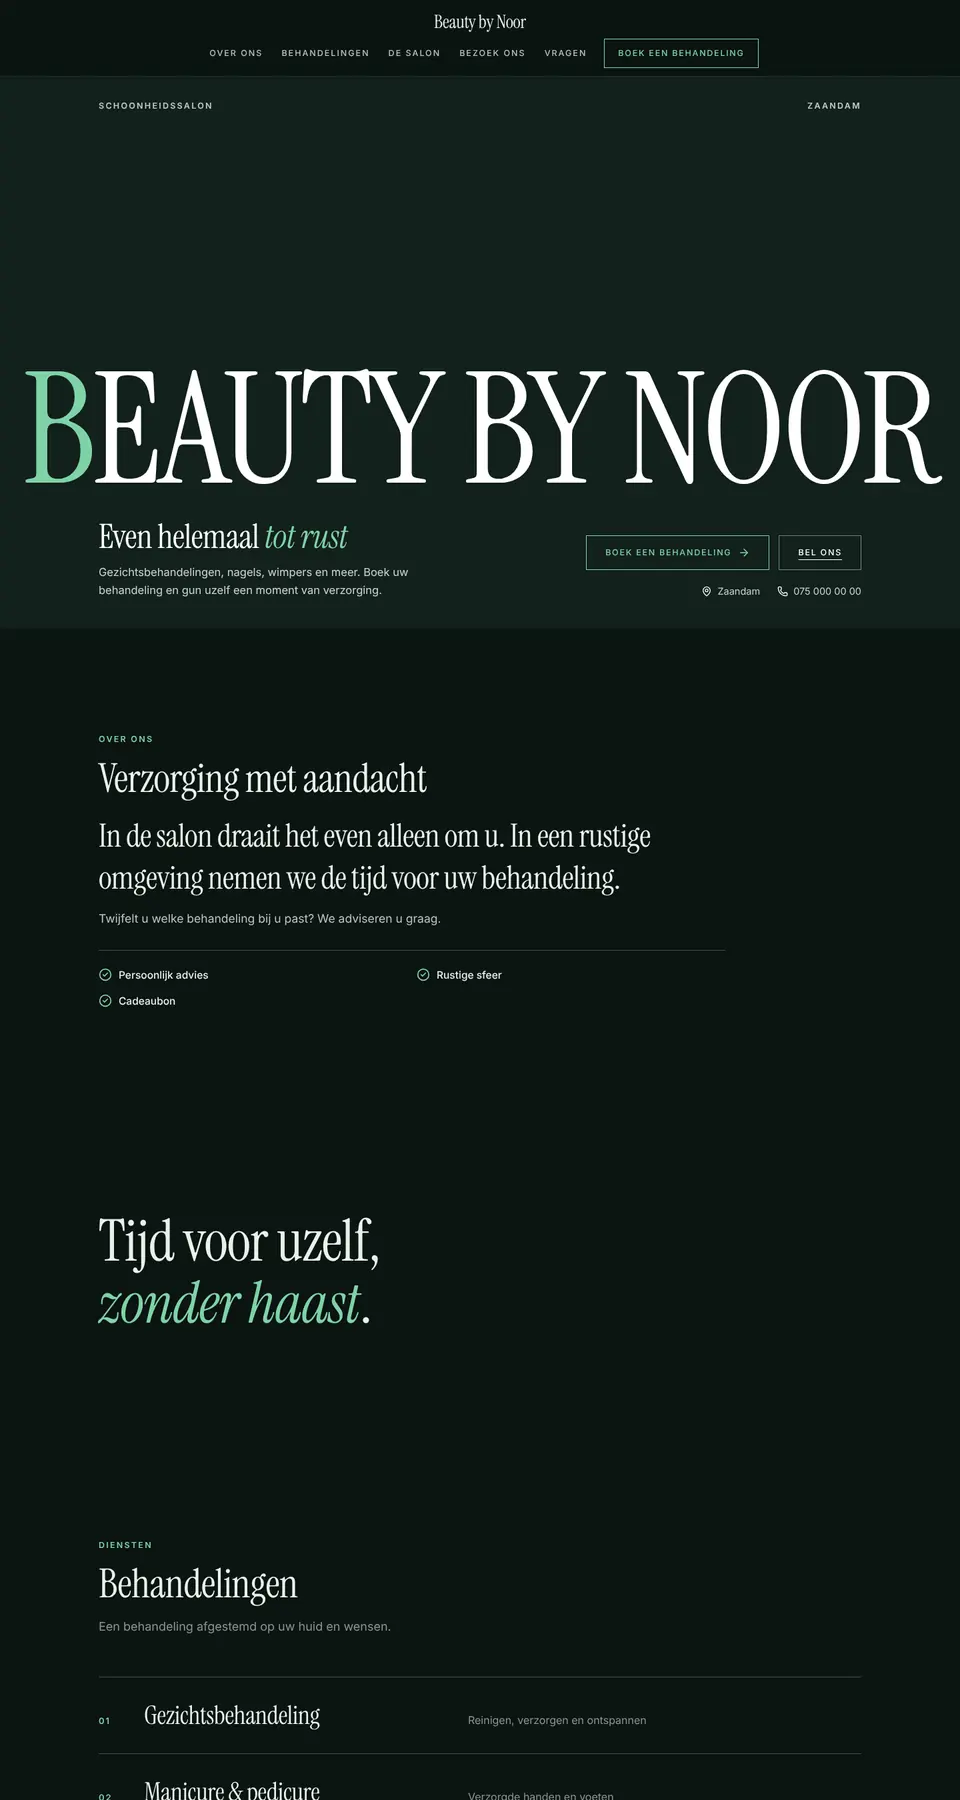 Beauty by Noor
OVER ONS BEHANDELINGEN DE SALON BEZOEK ONS VRAGEN BOEK EEN BEHANDELING
SCHOONHEIDSSALON
ZAANDAM
BEAUTY BY NOOR
Even helemaal tot rust
Gezichtsbehandelingen, nagels, wimpers en meer. Boek uw
behandeling en gun uzelf een moment van verzorging.
BOEK EEN BEHANDELING
BEL ONS
Zaandam 075 000 00 00
OVER ONS
Verzorging met aandacht
In de salon draait het even alleen om u. In een rustige
omgeving nemen we de tijd voor uw behandeling.
Twijfelt u welke behandeling bij u past? We adviseren u graag.
Persoonlijk advies
Rustige sfeer
Cadeaubon
Tijd voor uzelf,
zonder haast.
DIENSTEN
Behandelingen
Een behandeling afgestemd op uw huid en wensen.
01 Gezichtsbehandeling Reinigen, verzorgen en ontspannen
02 Manicure & pedicure Verzorgde handen en voeten